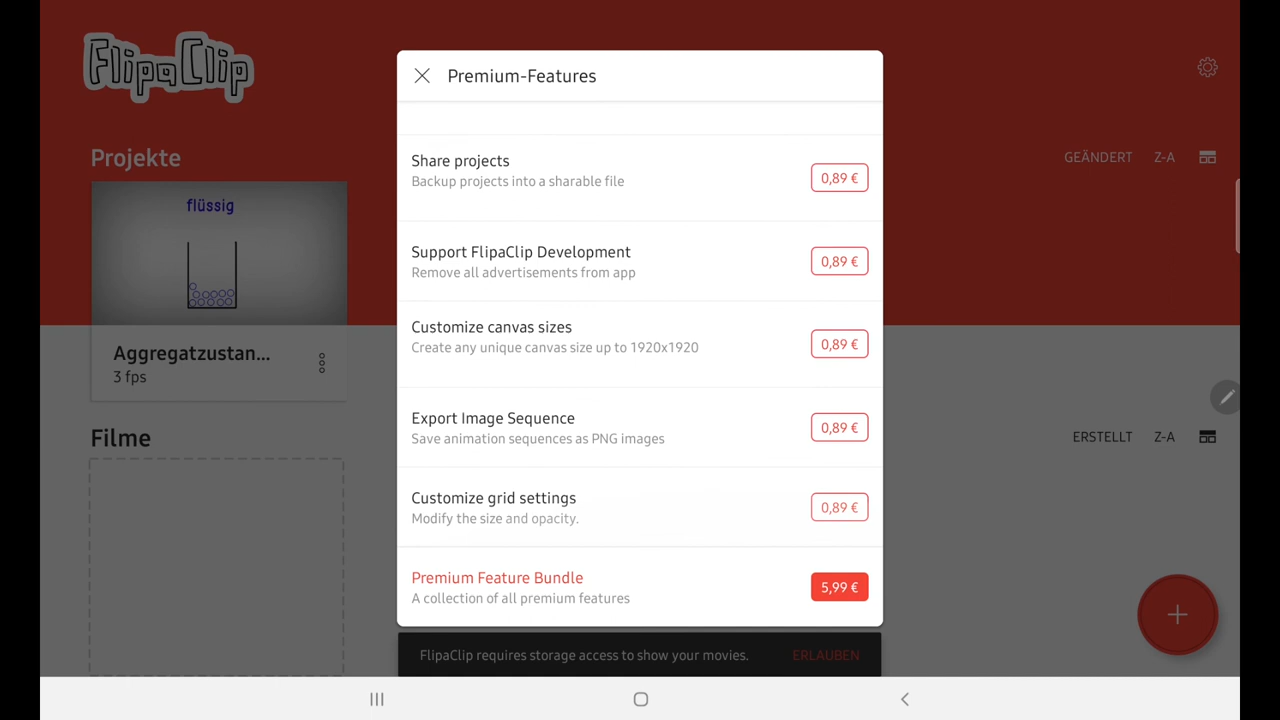 FlipaClip
Projekte
GEÄNDERT
Z-A
flüssig
Aggregatzustan...
3 fps
Filme
ERSTELLT
Z-A
Premium-Features
Share projects
Backup projects into a sharable file
0,89 €
Support FlipaClip Development
Remove all advertisements from app
0,89 €
Customize canvas sizes
Create any unique canvas size up to 1920x1920
0,89 €
Export Image Sequence
Save animation sequences as PNG images
0,89 €
Customize grid settings
Modify the size and opacity.
0,89 €
Premium Feature Bundle
A collection of all premium features
5,99 €
FlipaClip requires storage access to show your movies.
ERLAUBEN